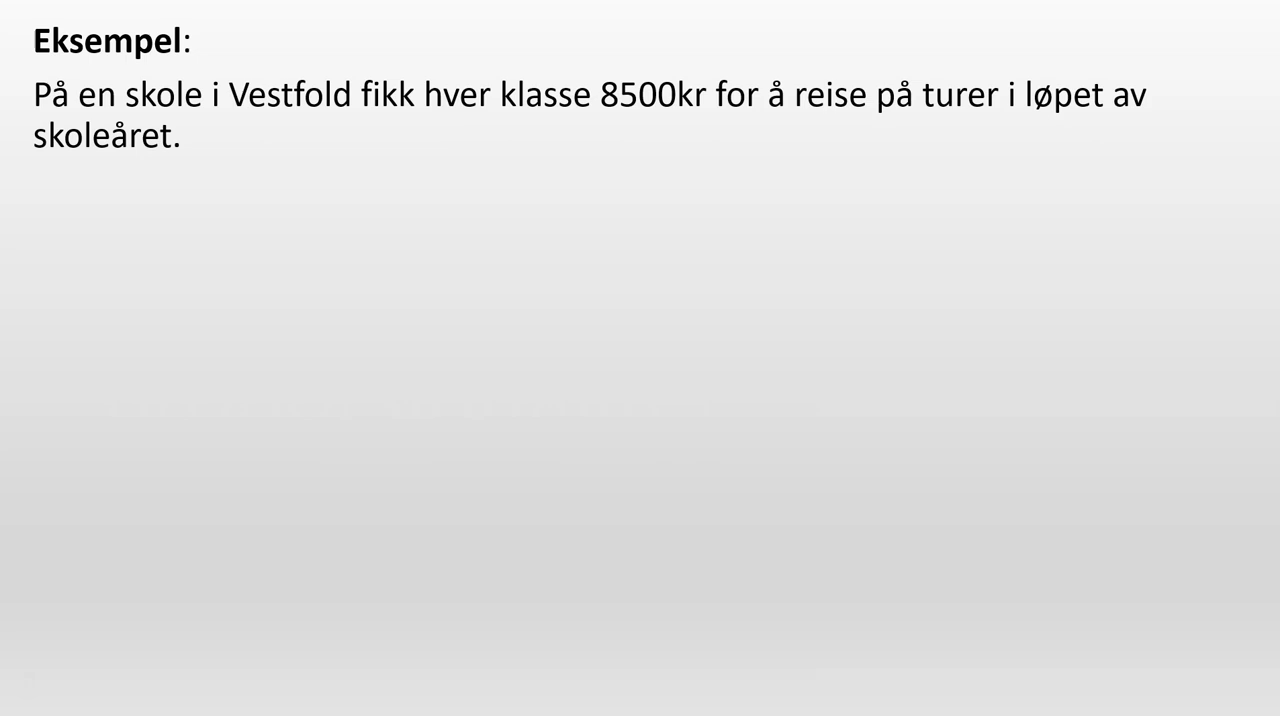 Eksempel:
På en skole i Vestfold fikk hver klasse 8500kr for å reise på turer i løpet av
skoleåret.